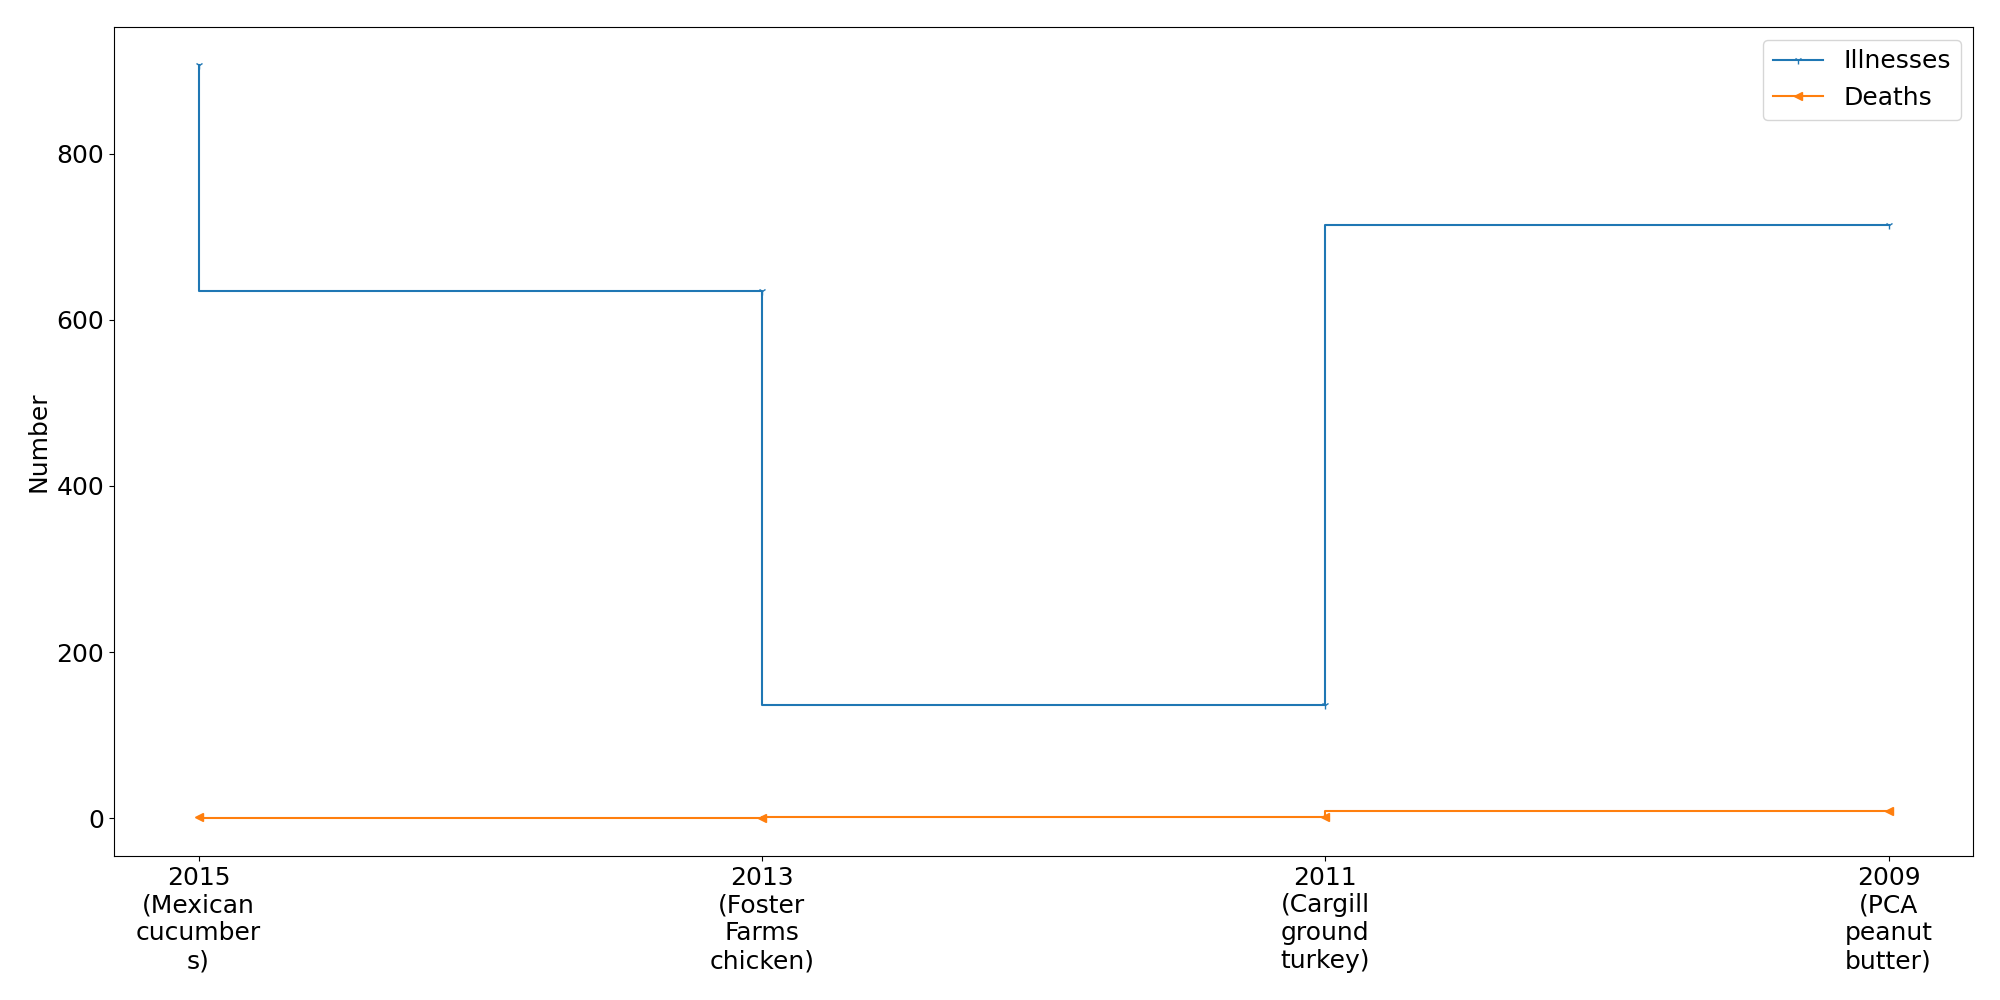 Illnesses
Deaths
800
600
400
200
0
Number
2015
(Mexican
cucumber
s)
2013
(Foster
Farms
chicken)
2011
(Cargill
ground
turkey)
2009
(PCA
peanut
butter)